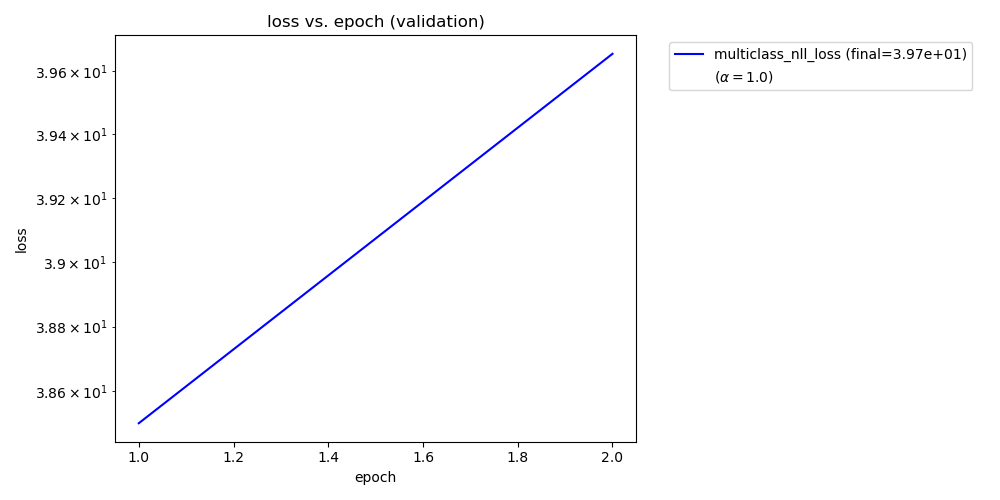 loss vs. epoch (validation)
multiclass_nll_loss (final=3.97e+01)
(α = 1.0)
3.96 × 10¹
3.94 × 10¹
3.92 × 10¹
3.9 × 10¹
3.88 × 10¹
3.86 × 10¹
loss
1.0 1.2 1.4 1.6 1.8 2.0
epoch